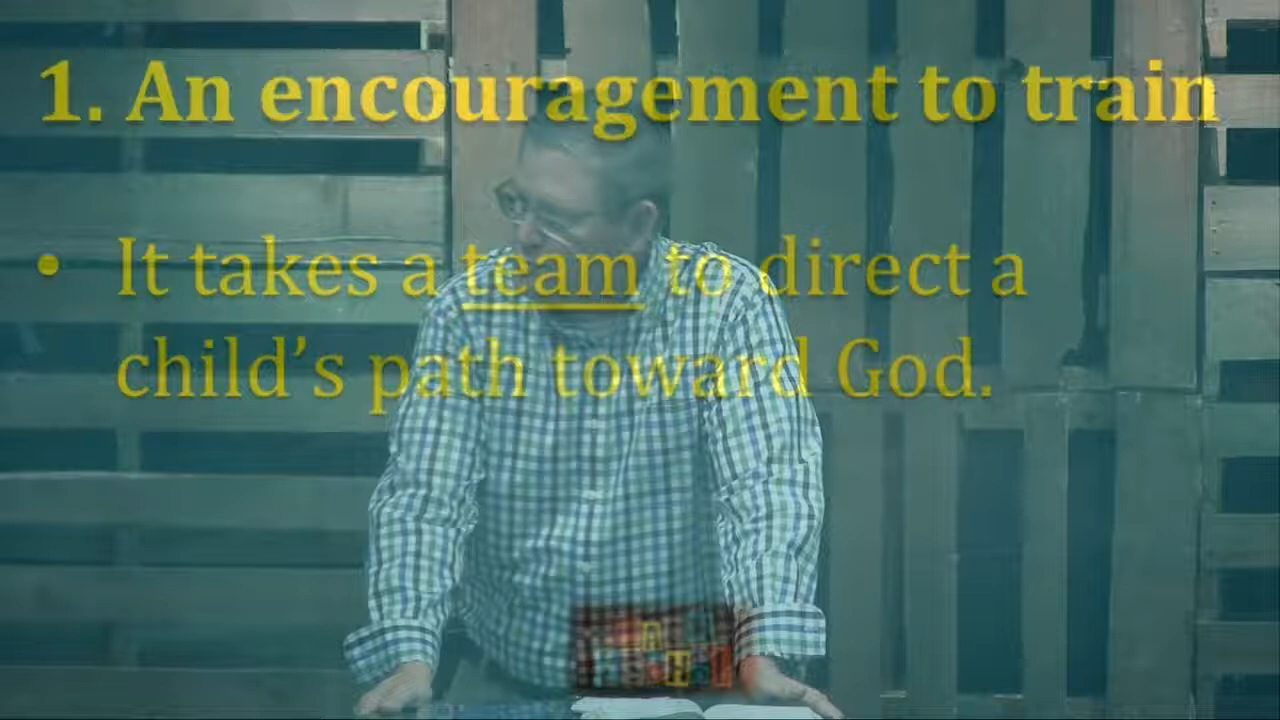 1. An encouragement to train
• It takes a team to direct a
child’s path toward God.